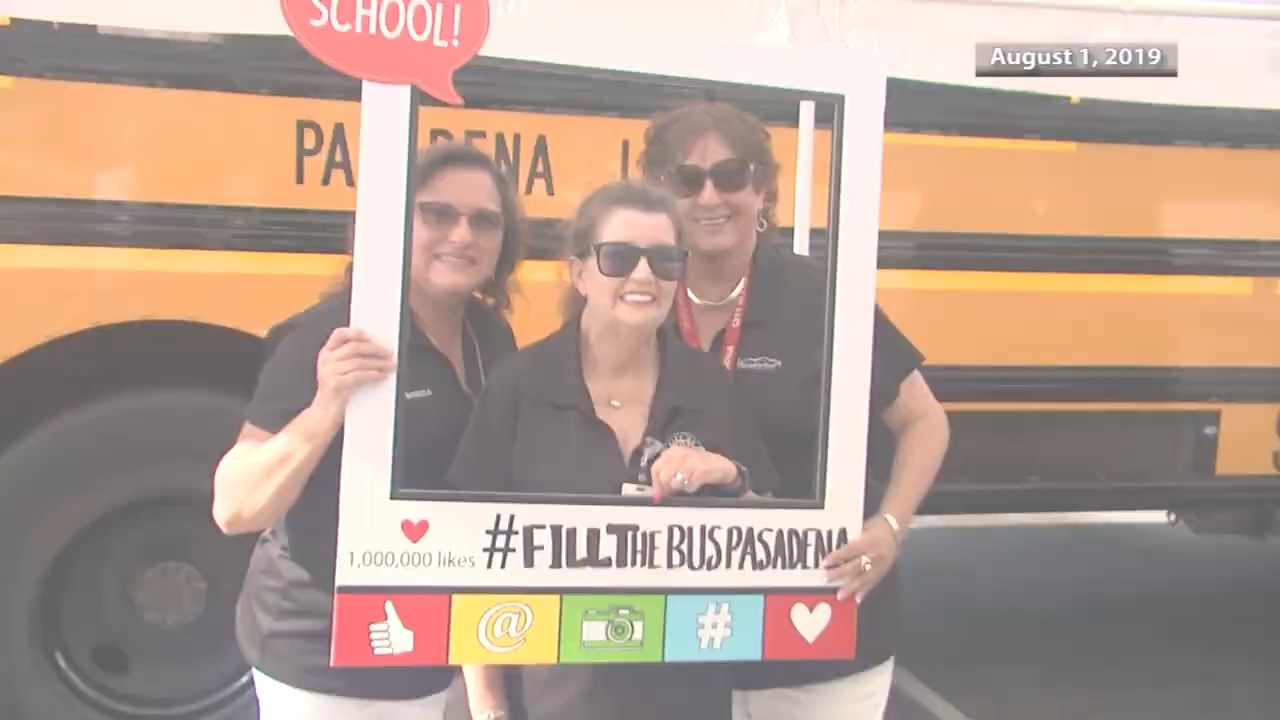 SCHOOL!
August 1, 2019
PA DENA I
1,000,000 likes
#FILLTHEBUSPASADENA
@
#